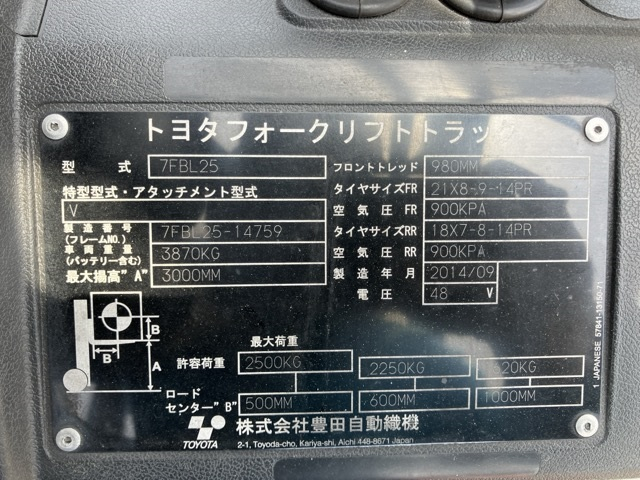 トヨタフォークリフトトラック
型式 7FBL25 フロントトレッド 980MM
特型型式・アタッチメント型式 タイヤサイズFR 21X8-9-14PR
V 空気圧FR 900KPA
製造番号(フレームNO.) 7FBL25-14759 タイヤサイズRR 18X7-8-14PR
車両重量(バッテリー含む) 3870KG 空気圧RR 900KPA
最大揚高"A" 3000MM 製造年月 2014/09
電圧 48 V
B
B A
最大荷重
許容荷重 2500KG 2250KG 20KG
ロードセンター"B" 500MM 600MM 1000MM
TOYOTA 株式会社豊田自動織機
2-1, Toyoda-cho, Kariya-shi, Aichi 448-8671 Japan
1 JAPANESE 57641-13150-71